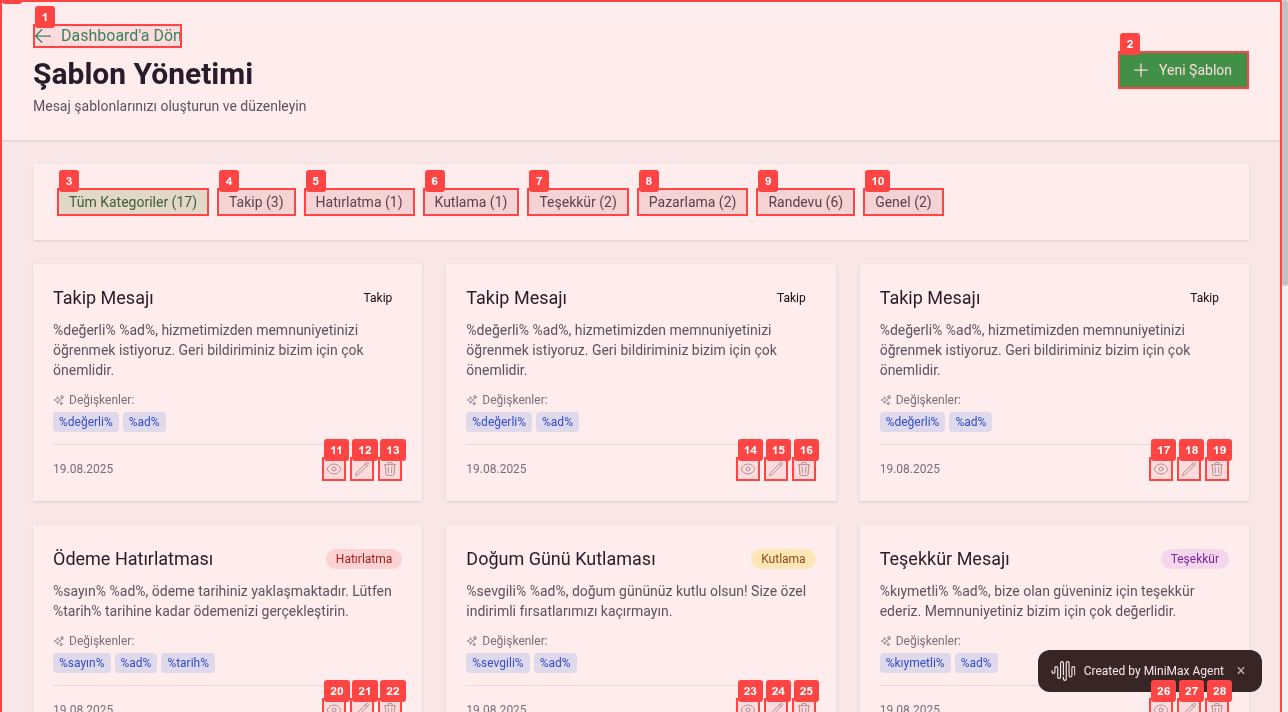 1
Dashboard'a Dön
2
Yeni Şablon
Şablon Yönetimi
Mesaj şablonlarınızı oluşturun ve düzenleyin
3 4 5 6 7 8 9 10
Tüm Kategoriler (17) Takip (3) Hatırlatma (1) Kutlama (1) Teşekkür (2) Pazarlama (2) Randevu (6) Genel (2)
Takip Mesajı Takip
%değerli% %ad%, hizmetimizden memnuniyetinizi
öğrenmek istiyoruz. Geri bildiriminiz bizim için çok
önemlidir.
Değişkenler:
%değerli% %ad%
11 12 13
19.08.2025
Takip Mesajı Takip
%değerli% %ad%, hizmetimizden memnuniyetinizi
öğrenmek istiyoruz. Geri bildiriminiz bizim için çok
önemlidir.
Değişkenler:
%değerli% %ad%
14 15 16
19.08.2025
Takip Mesajı Takip
%değerli% %ad%, hizmetimizden memnuniyetinizi
öğrenmek istiyoruz. Geri bildiriminiz bizim için çok
önemlidir.
Değişkenler:
%değerli% %ad%
17 18 19
19.08.2025
Ödeme Hatırlatması Hatırlatma
%sayın% %ad%, ödeme tarihiniz yaklaşmaktadır. Lütfen
%tarih% tarihine kadar ödemenizi gerçekleştirin.
Değişkenler:
%sayın% %ad% %tarih%
20 21 22
19.08.2025
Doğum Günü Kutlaması Kutlama
%sevgili% %ad%, doğum gününüz kutlu olsun! Size özel
indirimli fırsatlarımızı kaçırmayın.
Değişkenler:
%sevgili% %ad%
23 24 25
19.08.2025
Teşekkür Mesajı Teşekkür
%kıymetli% %ad%, bize olan güveniniz için teşekkür
ederiz. Memnuniyetiniz bizim için çok değerlidir.
Değişkenler:
%kıymetli% %ad%
26 27 28
19.08.2025
Created by MiniMax Agent ×